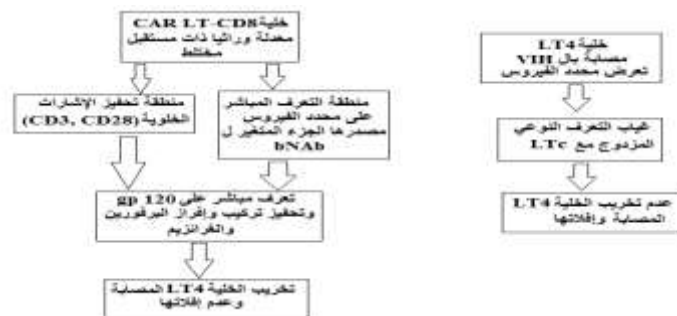 خلية CAR LT-CD8
معدلة وراثيا ذات مستقبل
مختلط
منطقة تحفيز الإشارات
الخلوية (CD3, CD28)
منطقة التعرف المباشر
على محدد الفيروس
مصدرها الجزء المتغير ل
bNAb
تعرف مباشر على gp 120
وتحفيز تركيب وإفراز البرفورين
والغرانزيم
تخريب الخلية LT4 المصابة
وعدم إفلاتها
خلية LT4
مصابة بال VIH
تعرض محدد الفيروس
غياب التعرف النوعي
المزدوج مع LTc
عدم تخريب الخلية LT4
المصابة وإفلاتها